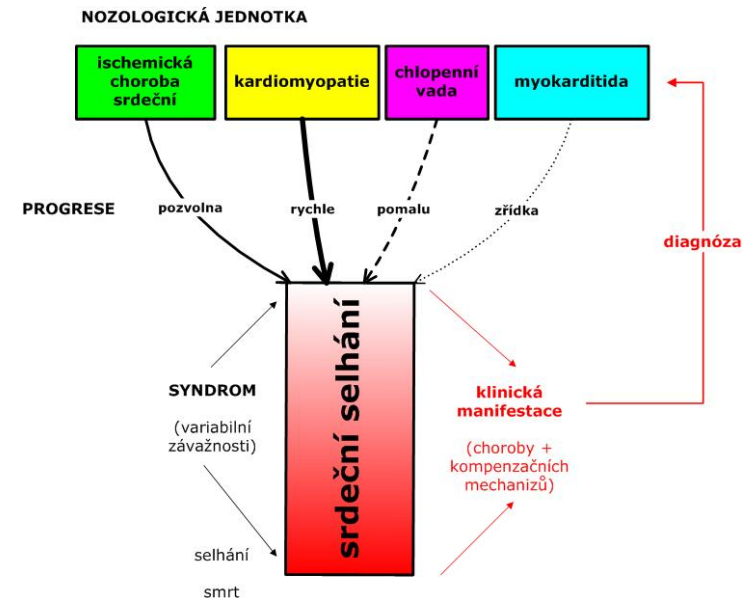 NOZOLOGICKÁ JEDNOTKA
ischemická
choroba
srdeční
kardiomyopatie
chlopenní
vada
myokarditida
PROGRESE
pozvolna
rychle
pomalu
zřídka
diagnóza
srdeční selhání
SYNDROM
(variabilní
závažnosti)
selhání
smrt
klinická
manifestace
(choroby +
kompenzačních
mechanizů)